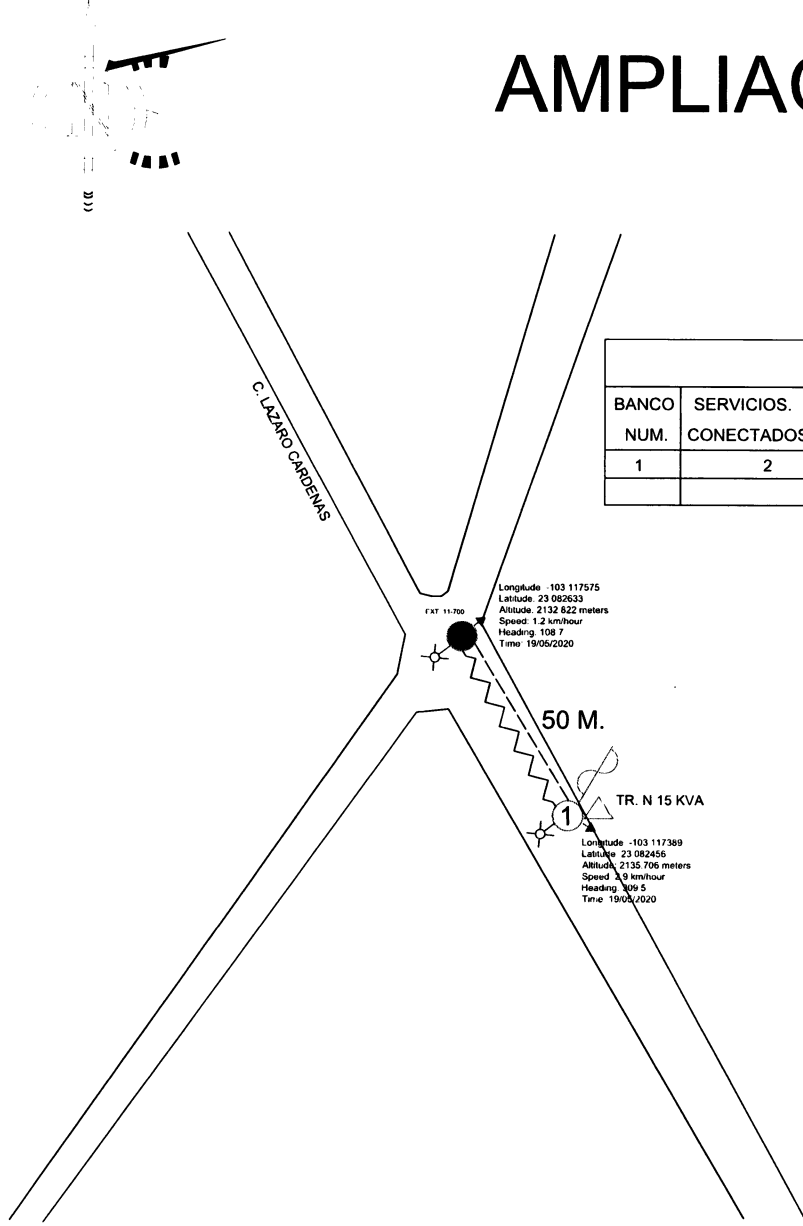 AMPLIAC
BANCO SERVICIOS.
NUM. CONECTADOS
1 2
C. LAZARO CARDENAS
EXT 11-700
Longitude -103 117575
Latitude. 23 082633
Altitude. 2132 822 meters
Speed: 1.2 km/hour
Heading. 108 7
Time 19/05/2020
50 M.
1
TR. N 15 KVA
Longitude -103 117389
Latitude 23 082456
Altitude: 2135.706 meters
Speed 2.9 km/hour
Heading. 309 5
Time 19/05/2020